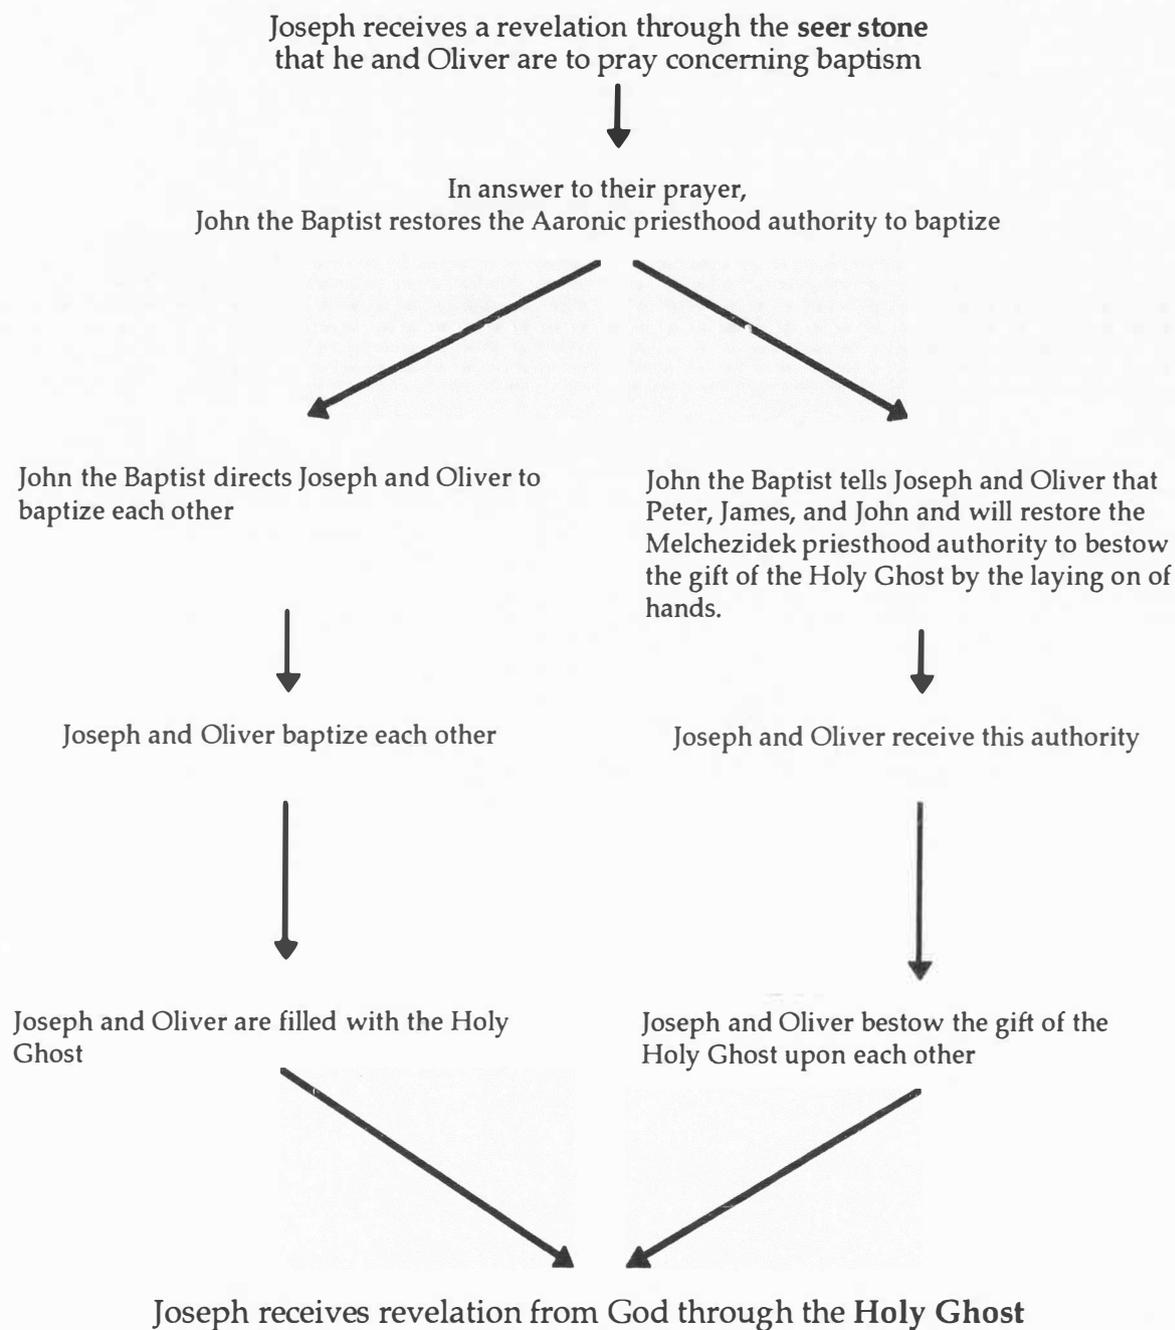 Joseph receives a revelation through the seer stone
that he and Oliver are to pray concerning baptism
In answer to their prayer,
John the Baptist restores the Aaronic priesthood authority to baptize
John the Baptist directs Joseph and Oliver to
baptize each other
John the Baptist tells Joseph and Oliver that
Peter, James, and John and will restore the
Melchezidek priesthood authority to bestow
the gift of the Holy Ghost by the laying on of
hands.
Joseph and Oliver baptize each other
Joseph and Oliver receive this authority
Joseph and Oliver are filled with the Holy
Ghost
Joseph and Oliver bestow the gift of the
Holy Ghost upon each other
Joseph receives revelation from God through the Holy Ghost